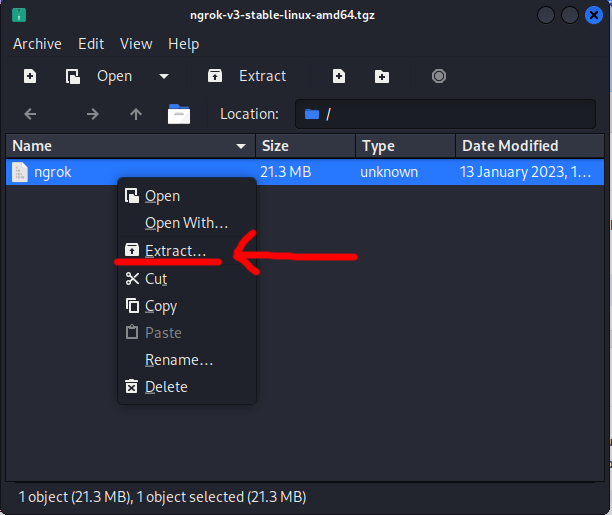 ngrok-v3-stable-linux-amd64.tgz
Archive Edit View Help
Open Extract
Location: /
Name Size Type Date Modified
ngrok 21.3 MB unknown 13 January 2023, 1...
Open
Open With...
Extract...
Cut
Copy
Paste
Rename...
Delete
1 object (21.3 MB), 1 object selected (21.3 MB)